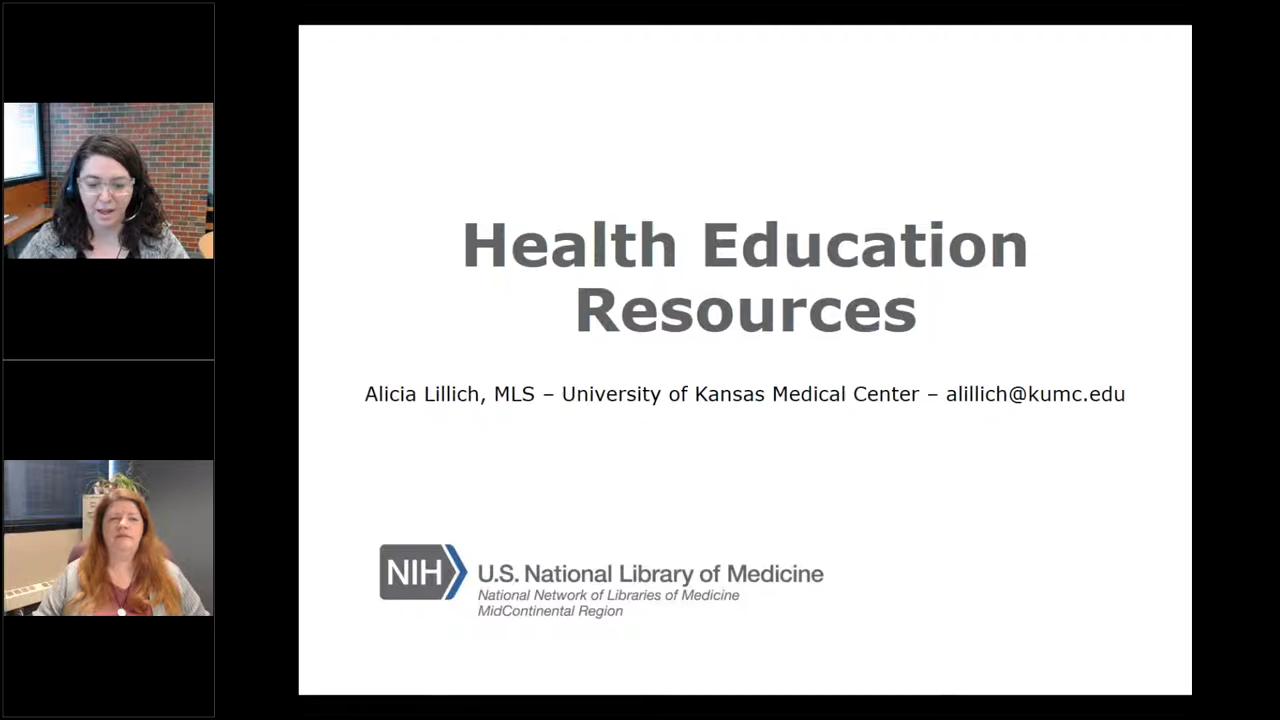 Health Education
Resources
Alicia Lillich, MLS – University of Kansas Medical Center – alillich@kumc.edu
NIH
U.S. National Library of Medicine
National Network of Libraries of Medicine
MidContinental Region